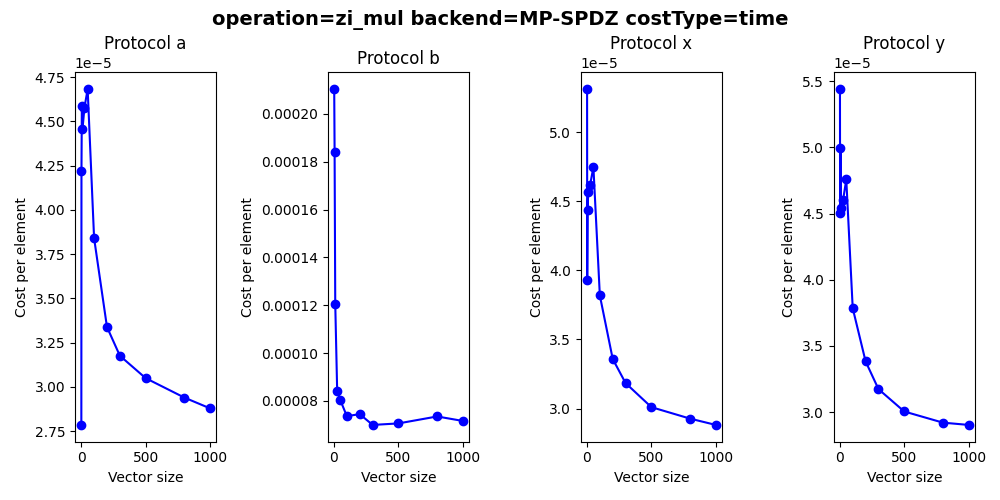 operation=zi_mul backend=MP-SPDZ costType=time
Protocol a
1e−5
4.75
4.50
4.25
4.00
3.75
3.50
3.25
3.00
2.75
Cost per element
0
500
1000
Vector size
Protocol b
0.00020
0.00018
0.00016
0.00014
0.00012
0.00010
0.00008
Cost per element
0
500
1000
Vector size
Protocol x
1e−5
5.0
4.5
4.0
3.5
3.0
Cost per element
0
500
1000
Vector size
Protocol y
1e−5
5.5
5.0
4.5
4.0
3.5
3.0
Cost per element
0
500
1000
Vector size